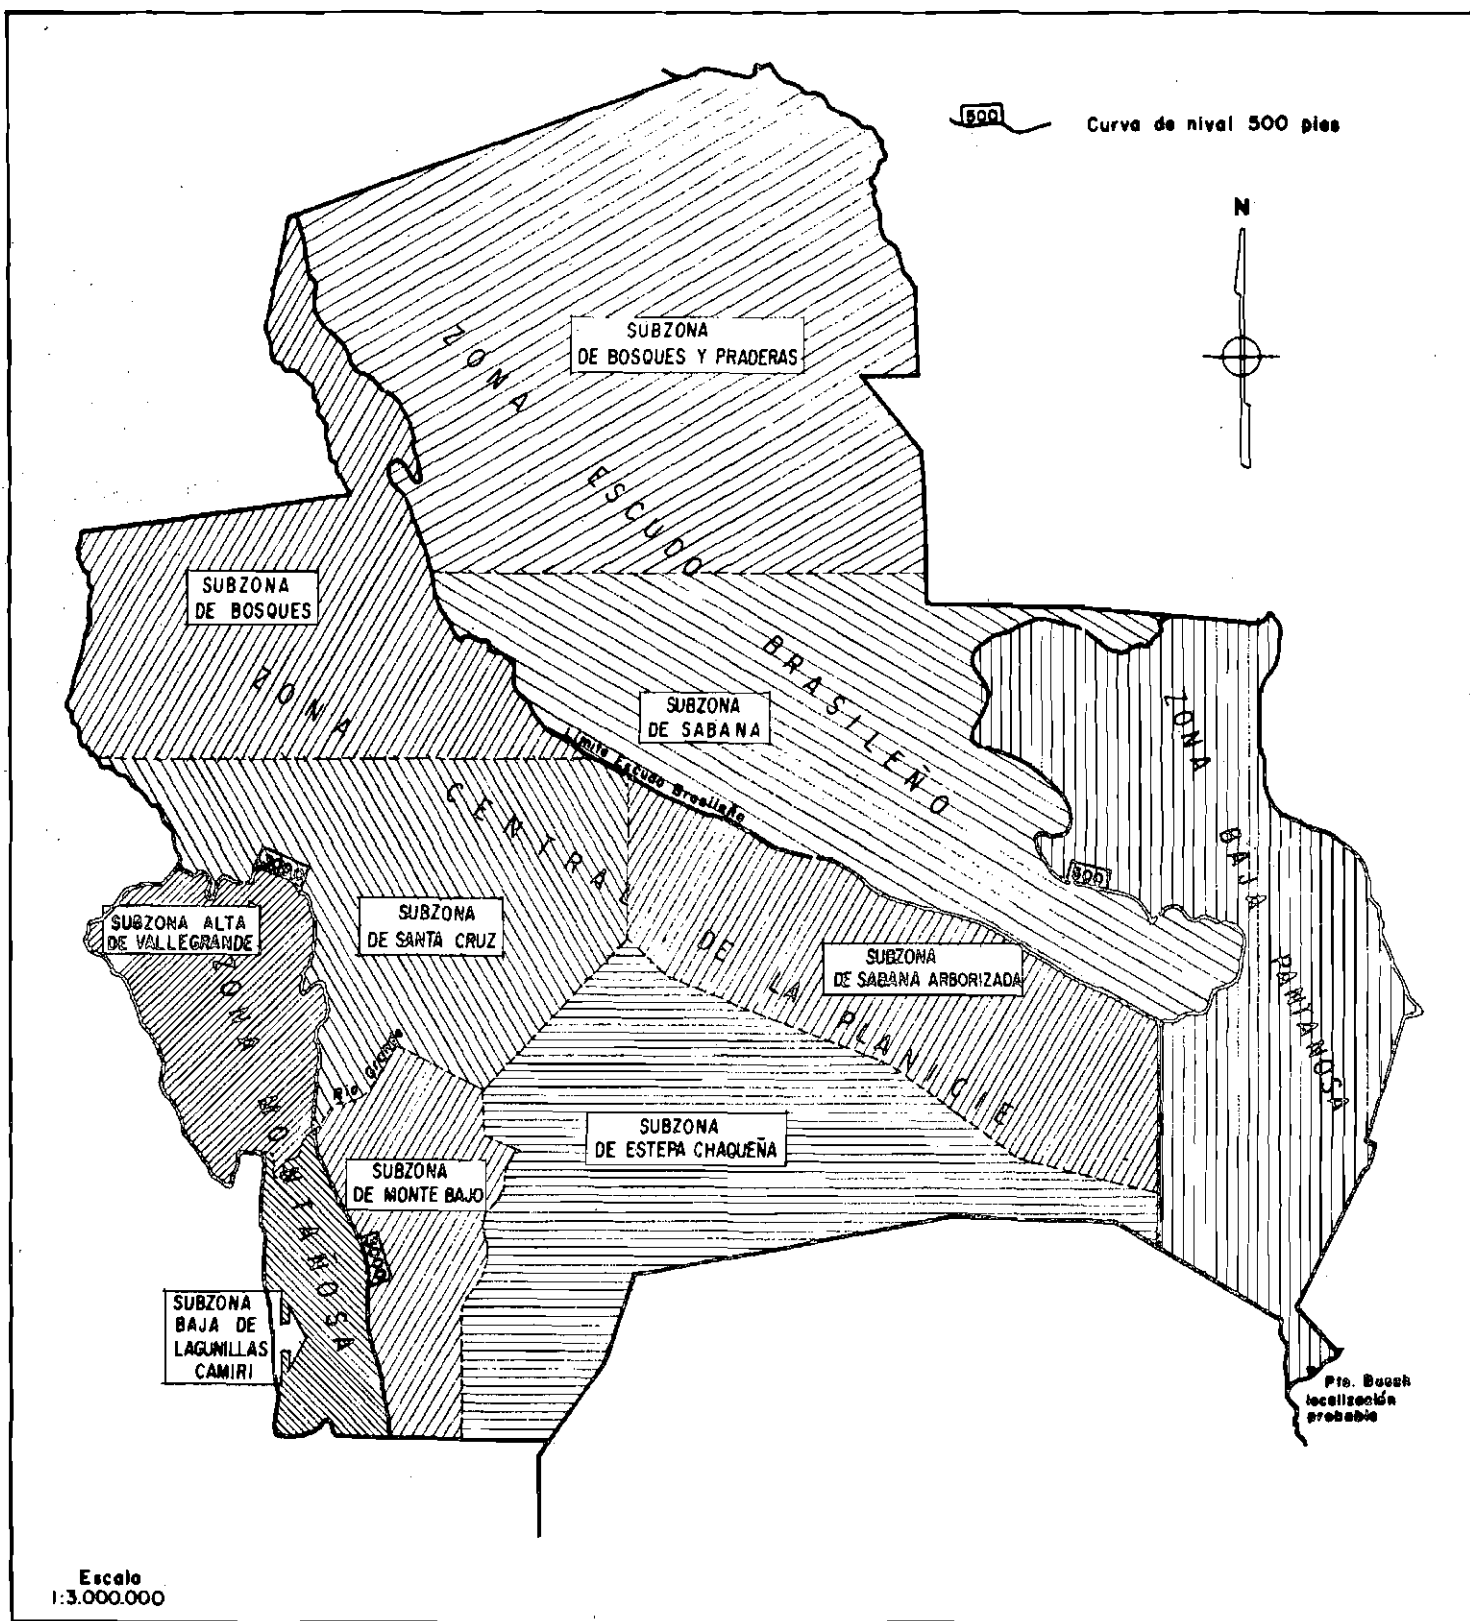 500
Curva de nival 500 pies
N
SUBZONA
DE BOSQUES Y PRADERAS
ZONA
ESCUDO
BRASILEÑO
SUBZONA
DE BOSQUES
SUBZONA
DE SABANA
Limite Escudo Brasileño
ZONA
CENTRAL
DE LA PLANICIE
ZONA
BAJA
PANTANOSA
500
SUBZONA ALTA
DE VALLEGRANDE
SUBZONA
DE SANTA CRUZ
SUBZONA
DE SABANA ARBORIZADA
ZONA
MONTAÑOSA
Rio Grande
SUBZONA
DE ESTEPA CHAQUEÑA
SUBZONA
DE MONTE BAJO
SUBZONA
BAJA DE
LAGUNILLAS
CAMIRI
Pto. Busch
localización
probable
Escala
1:3.000.000